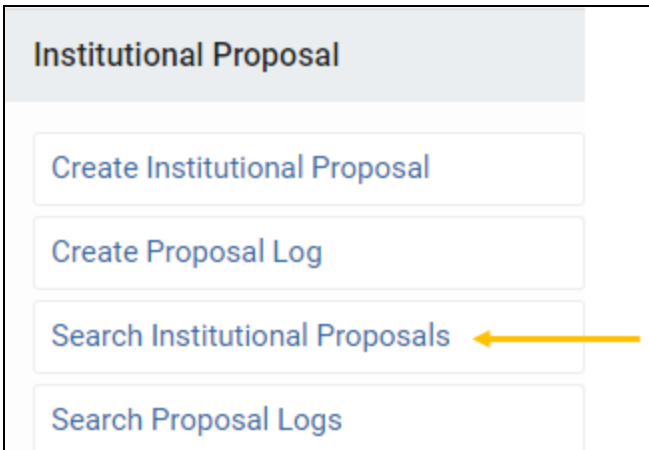 Institutional Proposal
Create Institutional Proposal
Create Proposal Log
Search Institutional Proposals
Search Proposal Logs